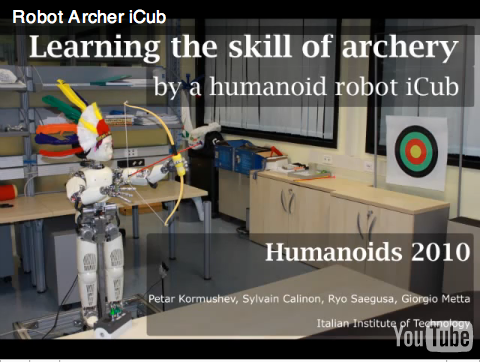 Robot Archer iCub
Learning the skill of archery
by a humanoid robot iCub
Humanoids 2010
Petar Kormushev, Sylvain Calinon, Ryo Saegusa, Giorgio Metta
Italian Institute of Technology
YouTube